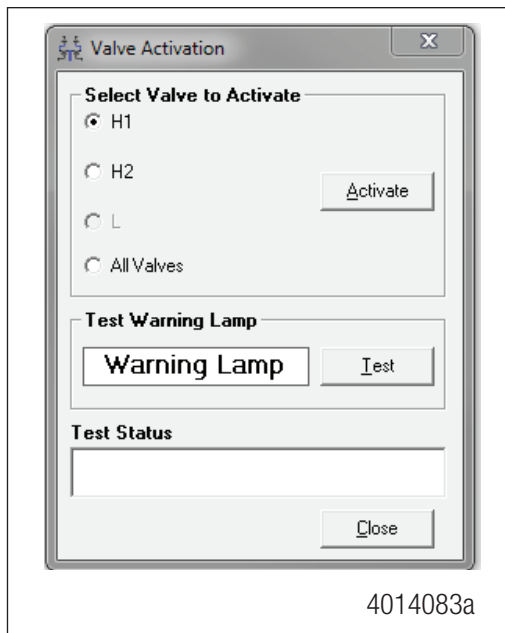 Valve Activation
Select Valve to Activate
H1
H2
Activate
L
All Valves
Test Warning Lamp
Warning Lamp
Test
Test Status
Close
4014083a